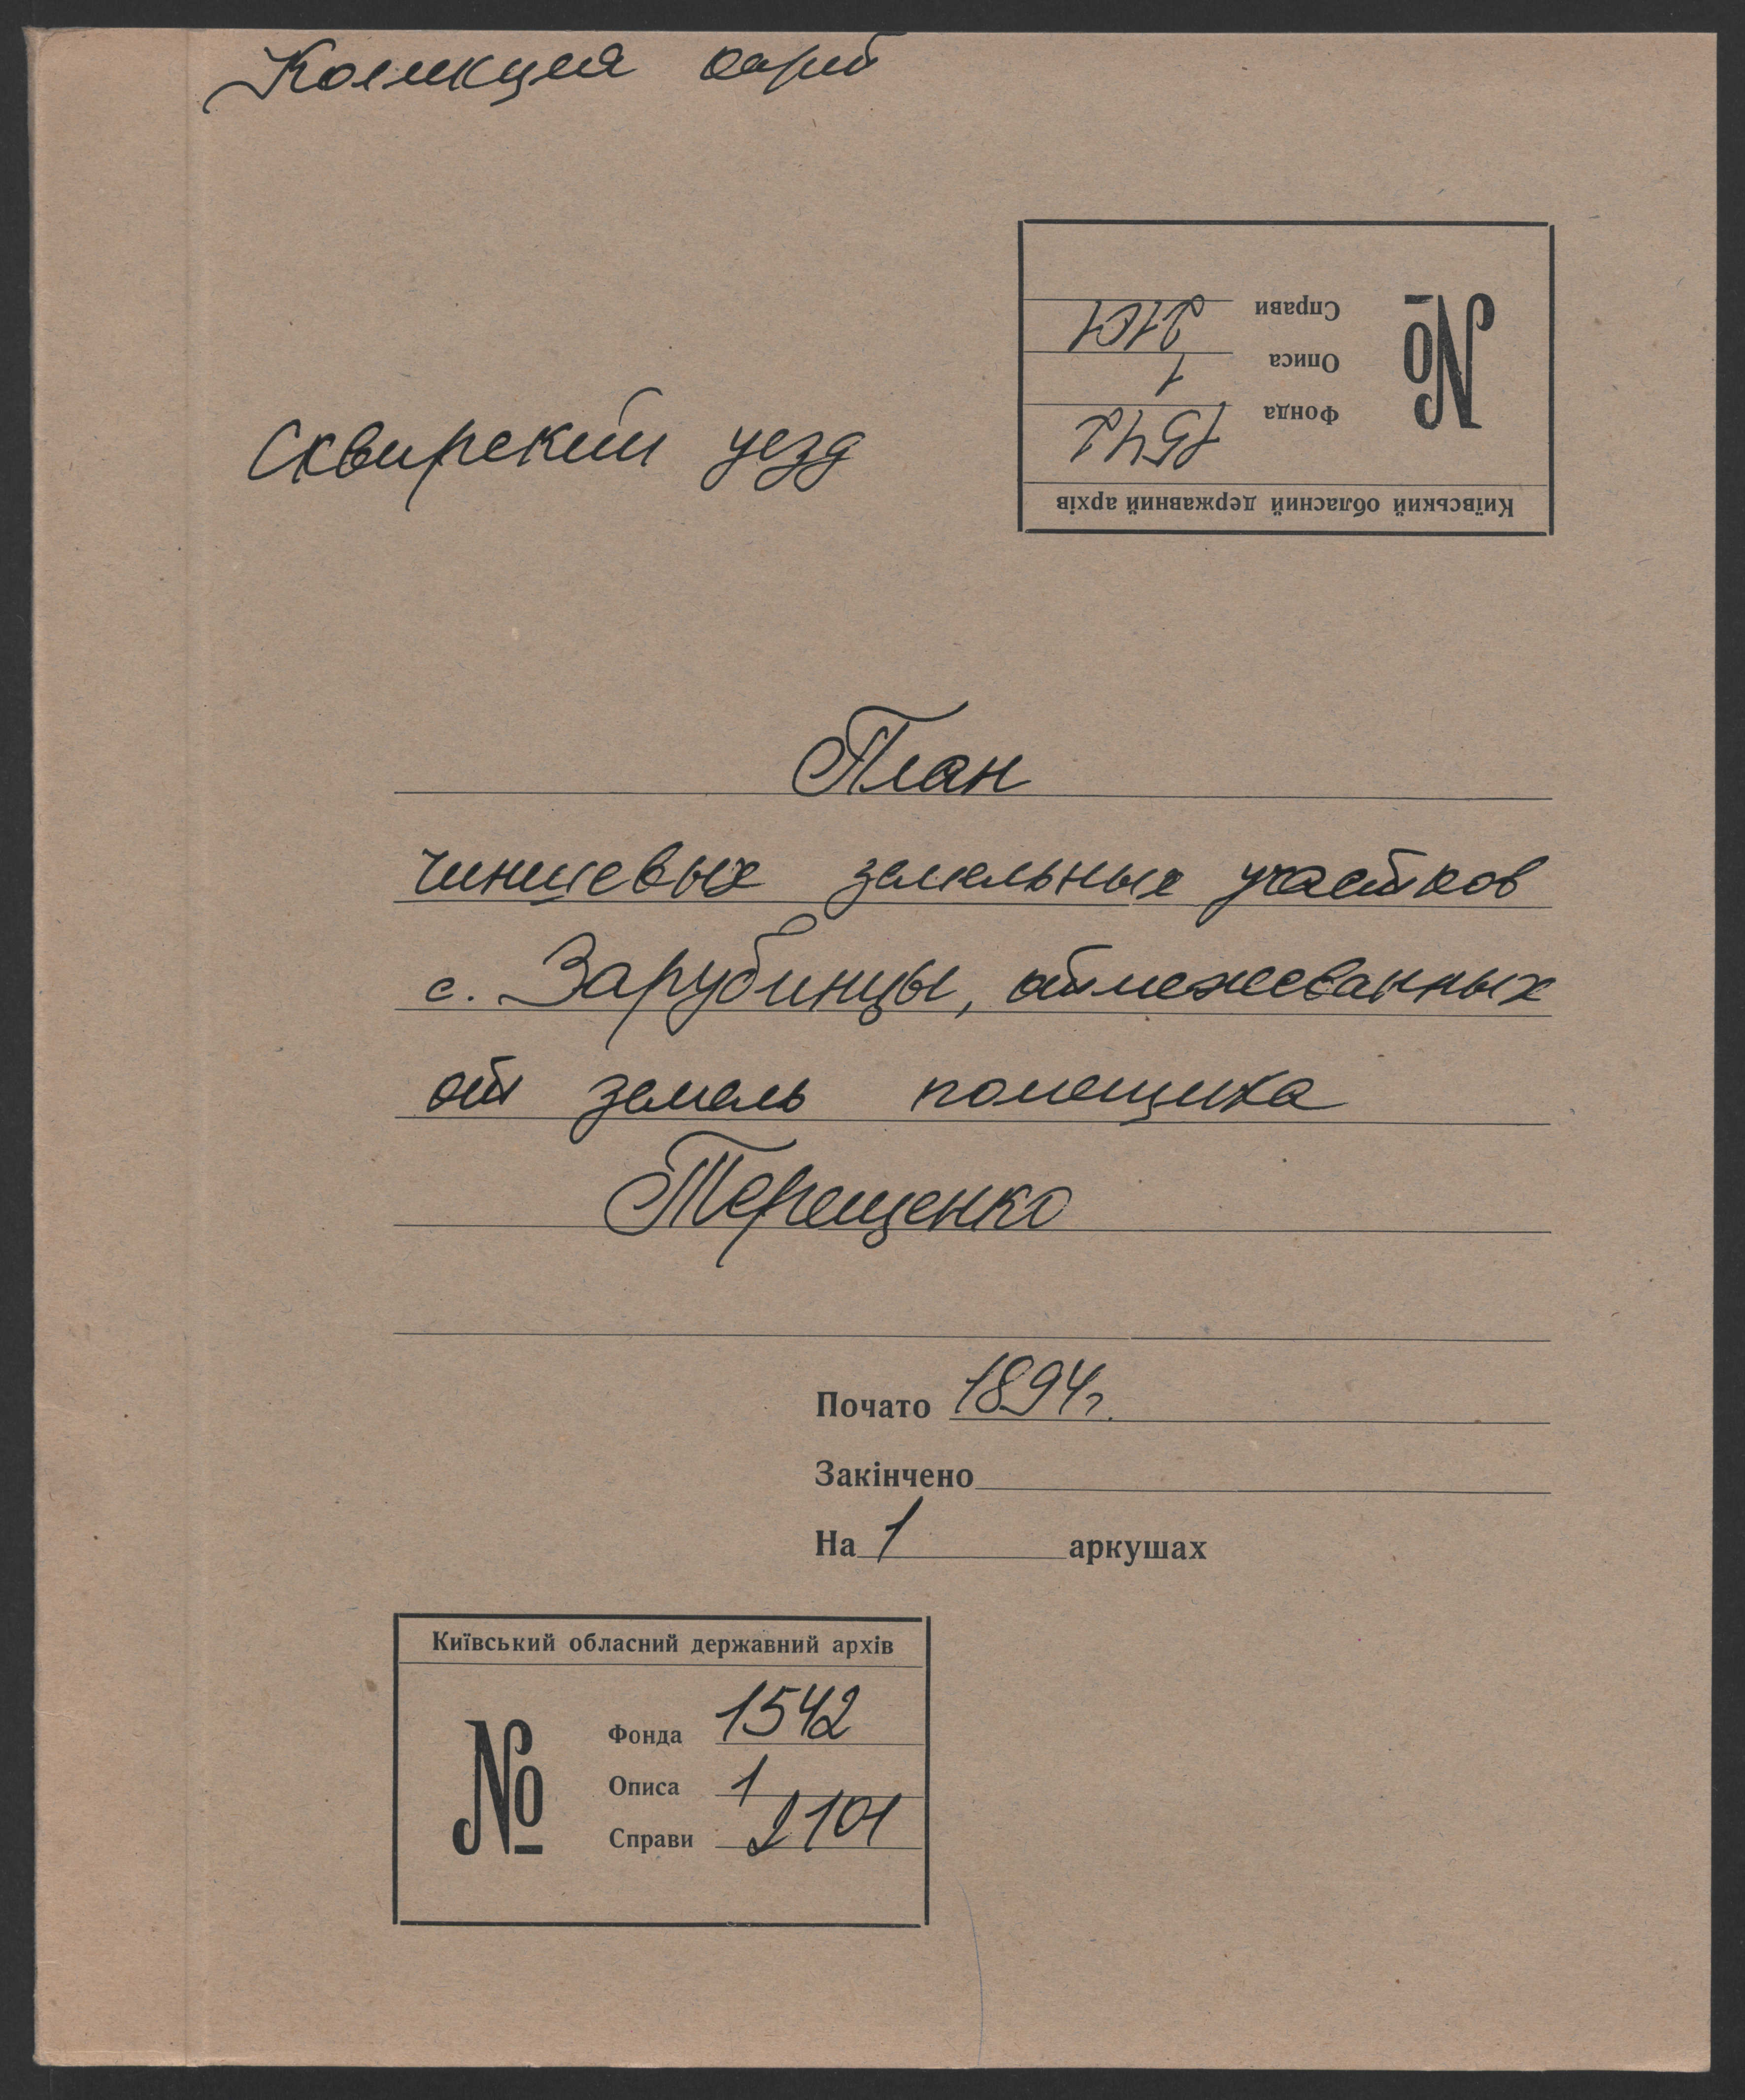 Коллекция карт
Справи 2101
Описа 1
Фонда 1542
№
Київський обласний державний архів
Сквирский уезд
План
чиншевых земельных участков
с. Зарубинцы, отмежеванных
от земель помещика
Терещенко
Почато 1894г.
Закінчено
На 1 аркушах
Київський обласний державний архів
№
Фонда 1542
Описа 1
Справи 2101